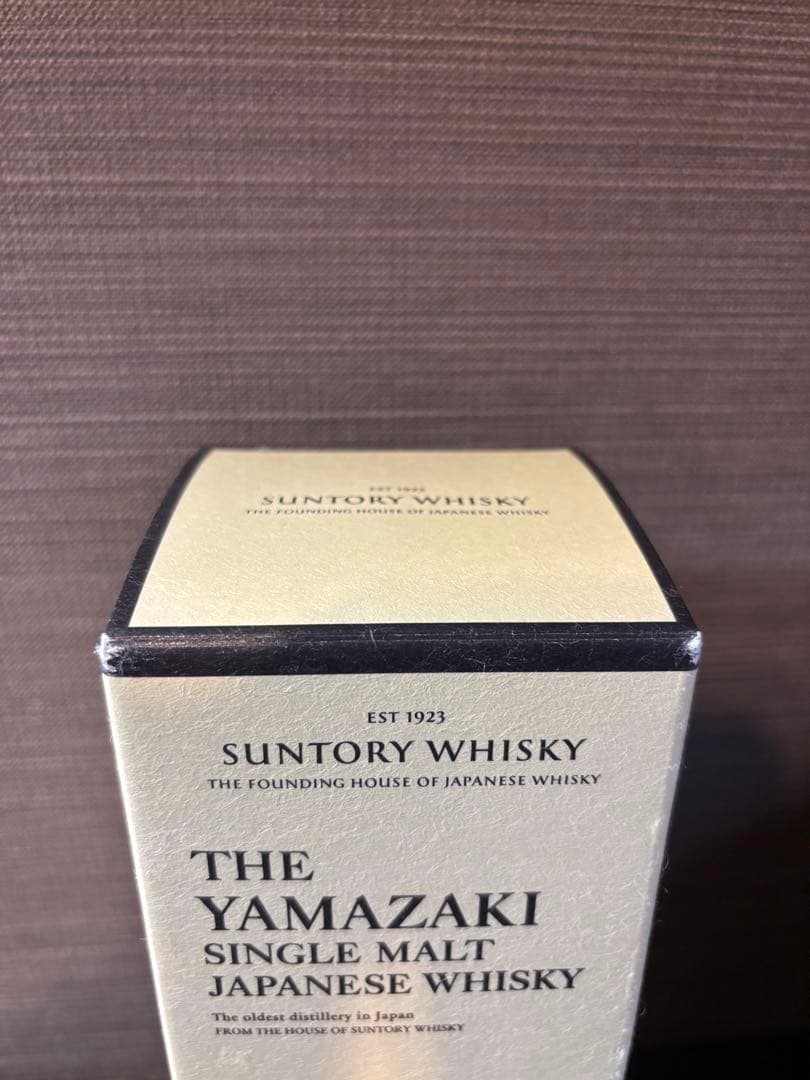 EST 1923
SUNTORY WHISKY
THE FOUNDING HOUSE OF JAPANESE WHISKY
EST 1923
SUNTORY WHISKY
THE FOUNDING HOUSE OF JAPANESE WHISKY
THE
YAMAZAKI
SINGLE MALT
JAPANESE WHISKY
The oldest distillery in Japan
FROM THE HOUSE OF SUNTORY WHISKY